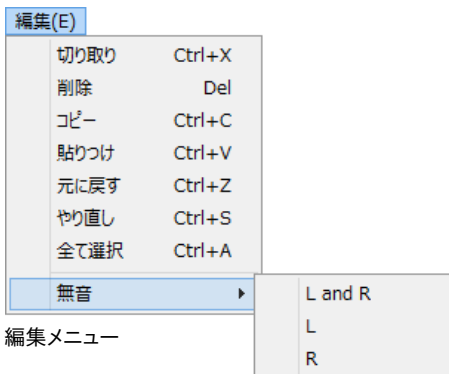 編集(E)
切り取り Ctrl+X
削除 Del
コピー Ctrl+C
貼りつけ Ctrl+V
元に戻す Ctrl+Z
やり直し Ctrl+S
全て選択 Ctrl+A
無音
L and R
L
R
編集メニュー